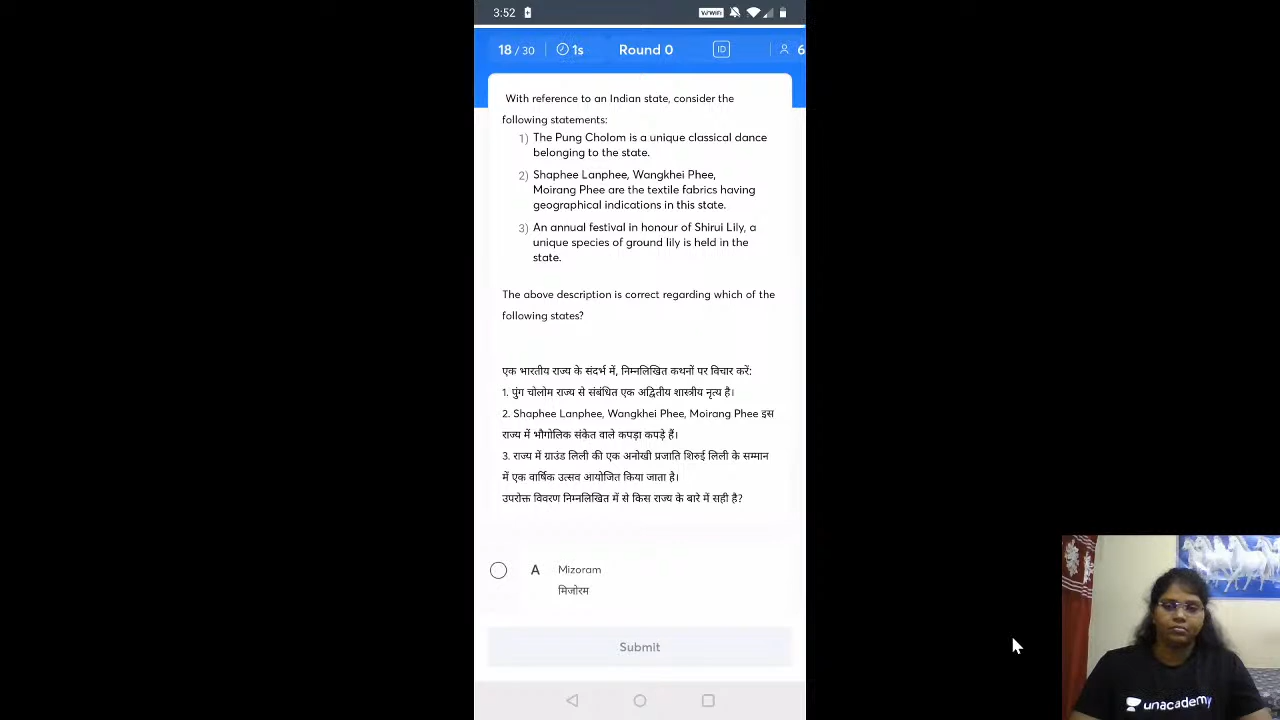 3:52
VoWiFi
18 / 30
1s
Round 0
ID
6
With reference to an Indian state, consider the
following statements:
1) The Pung Cholom is a unique classical dance
belonging to the state.
2) Shaphee Lanphee, Wangkhei Phee,
Moirang Phee are the textile fabrics having
geographical indications in this state.
3) An annual festival in honour of Shirui Lily, a
unique species of ground lily is held in the
state.
The above description is correct regarding which of the
following states?
एक भारतीय राज्य के संदर्भ में, निम्नलिखित कथनों पर विचार करें:
1. पुंग चोलोम राज्य से संबंधित एक अद्वितीय शास्त्रीय नृत्य है।
2. Shaphee Lanphee, Wangkhei Phee, Moirang Phee इस
राज्य में भौगोलिक संकेत वाले कपड़ा कपड़े हैं।
3. राज्य में ग्राउंड लिली की एक अनोखी प्रजाति शिरुई लिली के सम्मान
में एक वार्षिक उत्सव आयोजित किया जाता है।
उपरोक्त विवरण निम्नलिखित में से किस राज्य के बारे में सही है?
A Mizoram
मिजोरम
Submit
unacademy